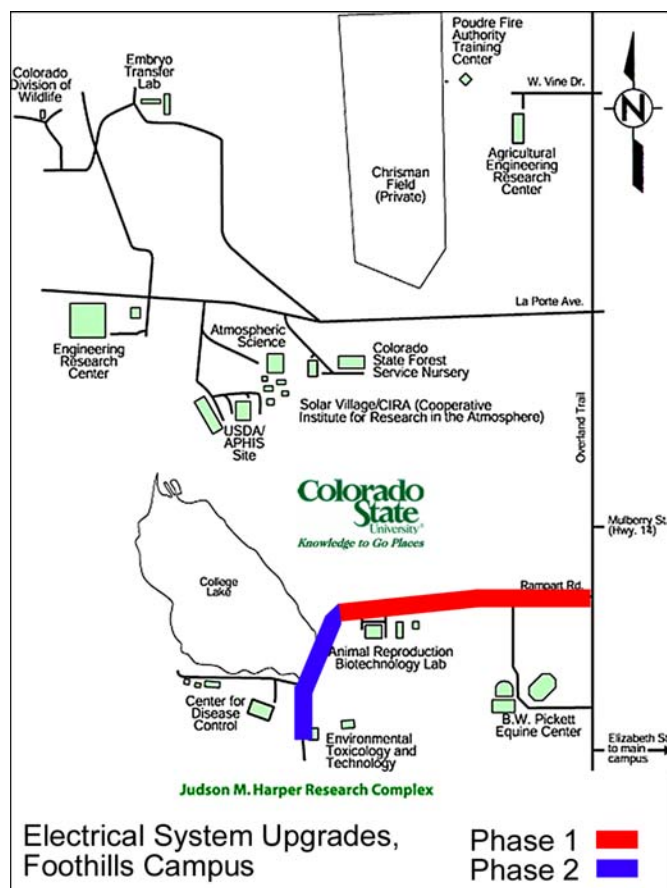 Poudre Fire
Authority
Training
Center
Embryo
Transfer
Lab
Colorado
Division of
Wildlife
W. Vine Dr.
N
Agricultural
Engineering
Research
Center
Chrisman
Field
(Private)
La Porte Ave.
Atmospheric
Science
Engineering
Research
Center
Colorado
State Forest
Service Nursery
Solar Village/CIRA (Cooperative
Institute for Research in the Atmosphere)
USDA/
APHIS
Site
Overland Trail
Colorado
State
University®
Knowledge to Go Places
Mulberry St.
(Hwy. 14)
College
Lake
Rampart Rd.
Animal Reproduction
Biotechnology Lab
Center for
Disease
Control
B.W. Pickett
Equine Center
Environmental
Toxicology and
Technology
Elizabeth St.
to main
campus
Judson M. Harper Research Complex
Electrical System Upgrades,
Foothills Campus
Phase 1
Phase 2